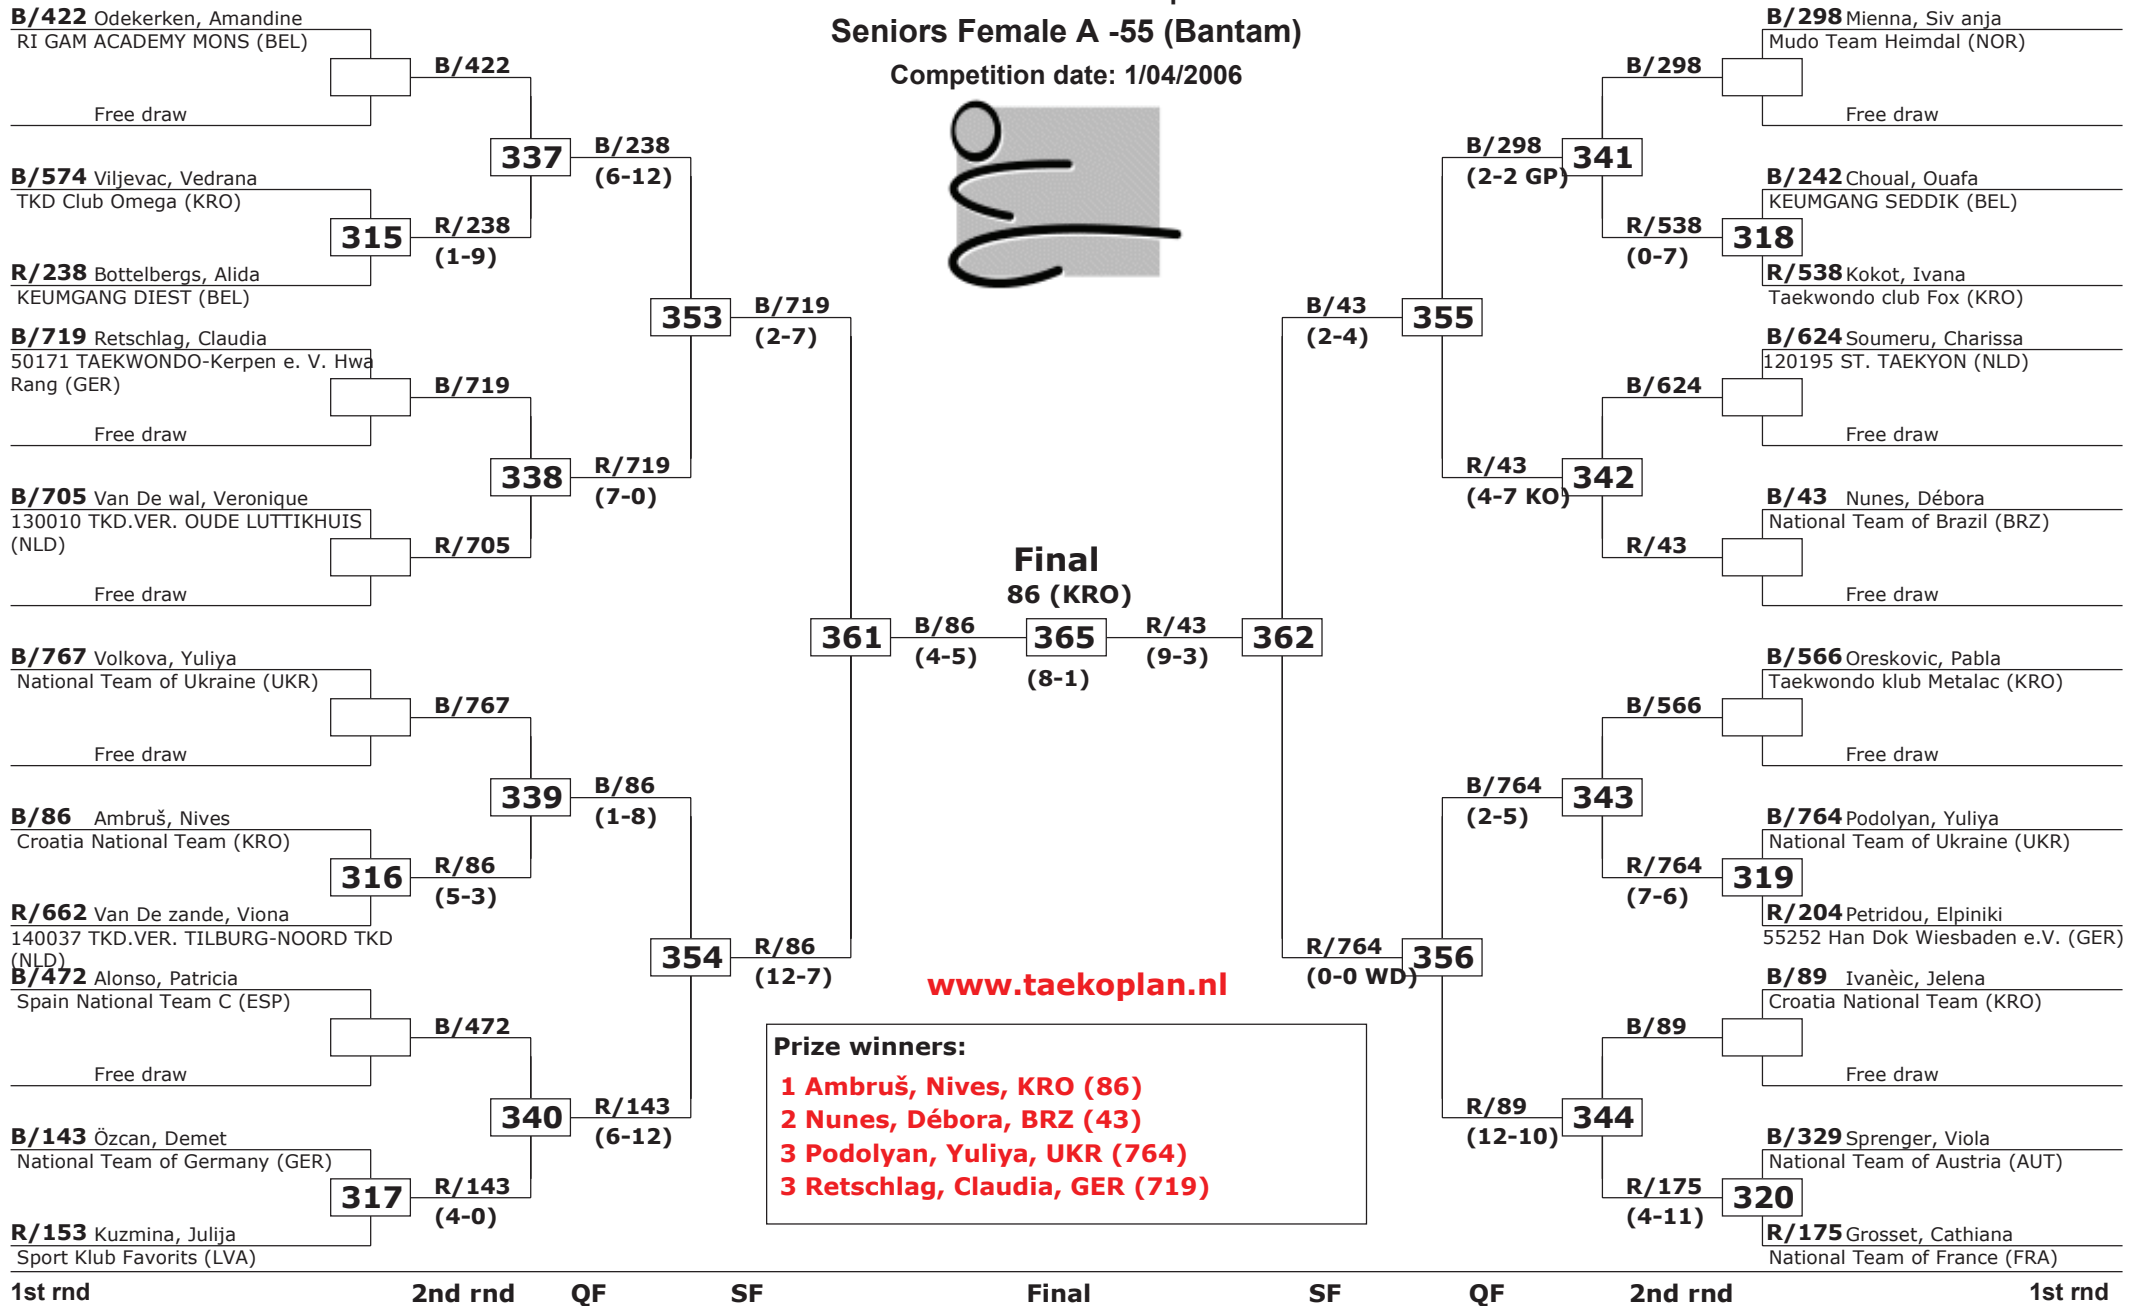 Seniors Female A -55 (Bantam)
Competition date: 1/04/2006
B/422 Odekerken, Amandine
RI GAM ACADEMY MONS (BEL)
B/422
Free draw
337
B/238
(6-12)
B/574 Viljevac, Vedrana
TKD Club Omega (KRO)
315
R/238
(1-9)
R/238 Bottelbergs, Alida
KEUMGANG DIEST (BEL)
353
B/719
(2-7)
B/719 Retschlag, Claudia
50171 TAEKWONDO-Kerpen e. V. Hwa
Rang (GER)
B/719
Free draw
338
R/719
(7-0)
B/705 Van De wal, Veronique
130010 TKD.VER. OUDE LUTTIKHUIS
(NLD)
R/705
Free draw
361
B/86
(4-5)
B/767 Volkova, Yuliya
National Team of Ukraine (UKR)
B/767
Free draw
339
B/86
(1-8)
B/86 Ambruš, Nives
Croatia National Team (KRO)
316
R/86
(5-3)
R/662 Van De zande, Viona
140037 TKD.VER. TILBURG-NOORD TKD
(NLD)
354
R/86
(12-7)
B/472 Alonso, Patricia
Spain National Team C (ESP)
B/472
Free draw
340
R/143
(6-12)
B/143 Özcan, Demet
National Team of Germany (GER)
317
R/143
(4-0)
R/153 Kuzmina, Julija
Sport Klub Favorits (LVA)
Final
86 (KRO)
365
(8-1)
R/43
(9-3)
362
B/298 Mienna, Siv anja
Mudo Team Heimdal (NOR)
B/298
Free draw
B/298
(2-2 GP)
341
B/242 Choual, Ouafa
KEUMGANG SEDDIK (BEL)
R/538
(0-7)
318
R/538 Kokot, Ivana
Taekwondo club Fox (KRO)
B/43
(2-4)
355
B/624 Soumeru, Charissa
120195 ST. TAEKYON (NLD)
B/624
Free draw
R/43
(4-7 KO)
342
B/43 Nunes, Débora
National Team of Brazil (BRZ)
R/43
Free draw
B/566 Oreskovic, Pabla
Taekwondo klub Metalac (KRO)
B/566
Free draw
B/764
(2-5)
343
B/764 Podolyan, Yuliya
National Team of Ukraine (UKR)
R/764
(7-6)
319
R/204 Petridou, Elpiniki
55252 Han Dok Wiesbaden e.V. (GER)
R/764
(0-0 WD)
356
B/89 Ivanèic, Jelena
Croatia National Team (KRO)
B/89
Free draw
R/89
(12-10)
344
B/329 Sprenger, Viola
National Team of Austria (AUT)
R/175
(4-11)
320
R/175 Grosset, Cathiana
National Team of France (FRA)
www.taekoplan.nl
Prize winners:
1 Ambruš, Nives, KRO (86)
2 Nunes, Débora, BRZ (43)
3 Podolyan, Yuliya, UKR (764)
3 Retschlag, Claudia, GER (719)
1st rnd 2nd rnd QF SF Final SF QF 2nd rnd 1st rnd